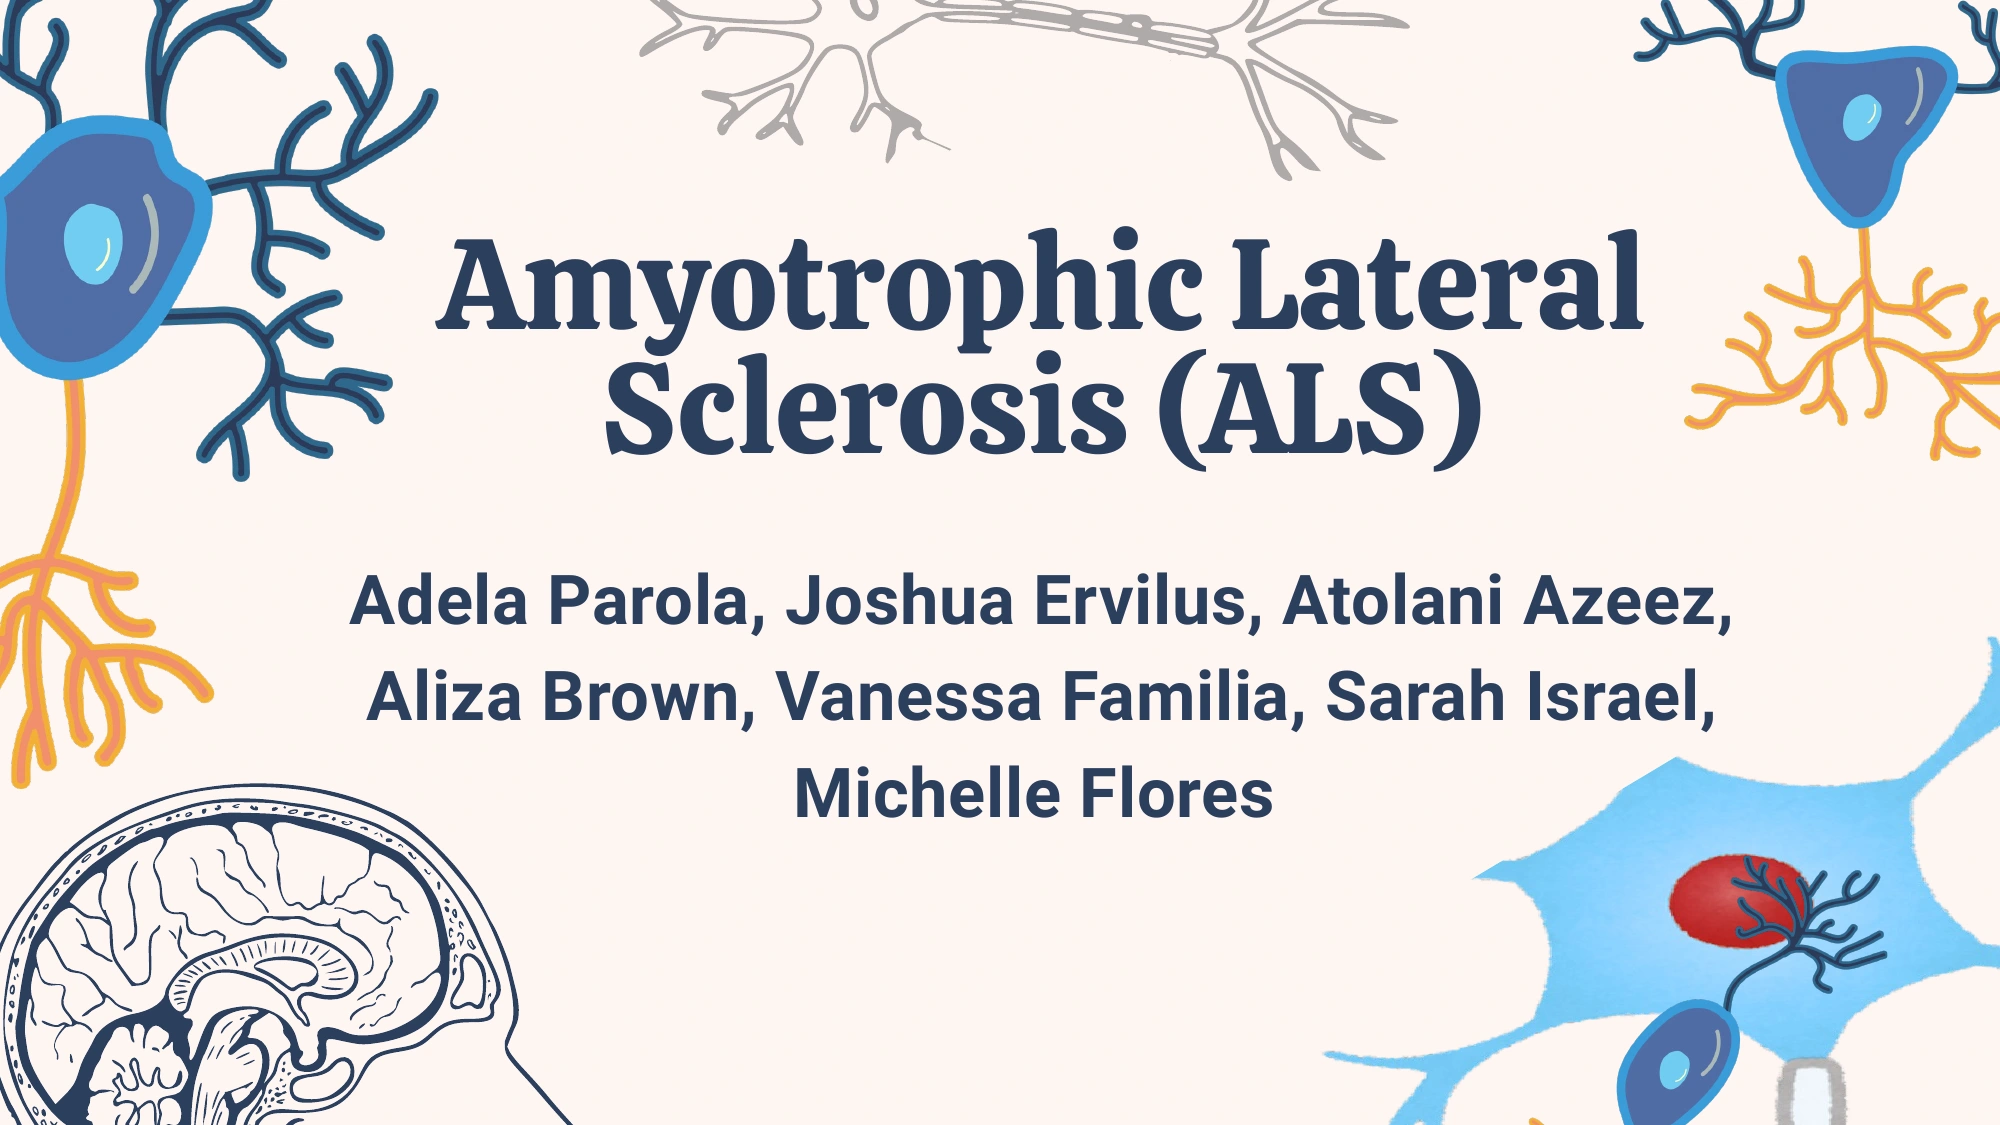 Amyotrophic Lateral
Sclerosis (ALS)
Adela Parola, Joshua Ervilus, Atolani Azeez,
Aliza Brown, Vanessa Familia, Sarah Israel,
Michelle Flores